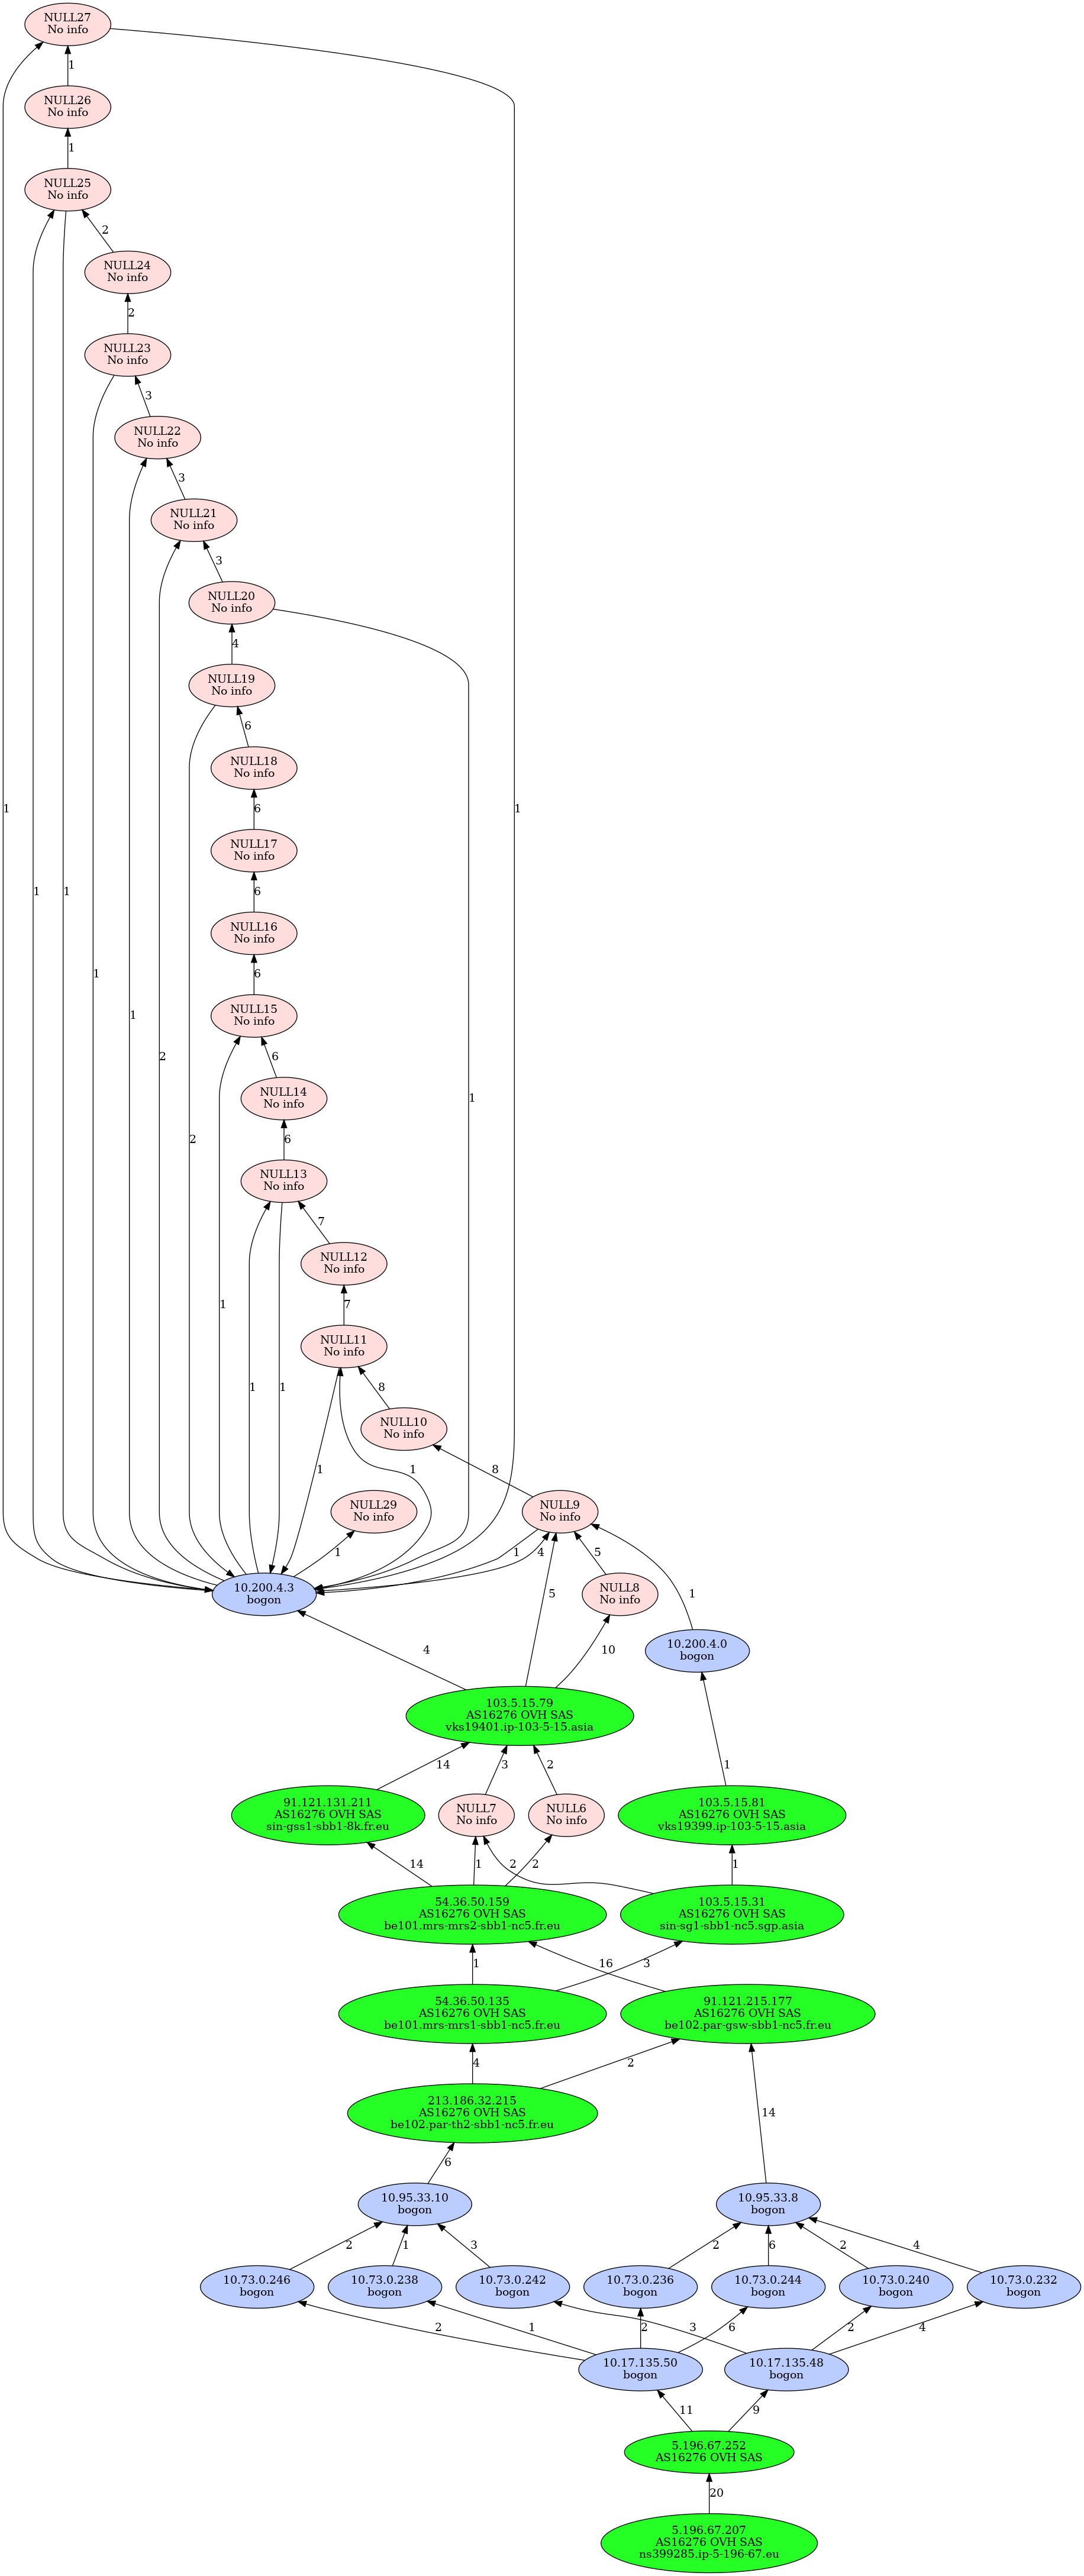 NULL27
No info
1
NULL26
No info
1
NULL25
No info
2
NULL24
No info
2
NULL23
No info
3
NULL22
No info
3
NULL21
No info
3
NULL20
No info
4
NULL19
No info
6
NULL18
No info
1
6
1
NULL17
No info
1
1
6
NULL16
No info
1
6
NULL15
No info
1
2
6
NULL14
No info
1
2
6
NULL13
No info
7
NULL12
No info
1
7
NULL11
No info
1
1
8
NULL10
No info
1
1
8
NULL29
No info
NULL9
No info
1
1
4
5
10.200.4.3
bogon
5
NULL8
No info
1
4
10
10.200.4.0
bogon
103.5.15.79
AS16276 OVH SAS
vks19401.ip-103-5-15.asia
14
3
2
1
91.121.131.211
AS16276 OVH SAS
sin-gss1-sbb1-8k.fr.eu
NULL7
No info
NULL6
No info
103.5.15.81
AS16276 OVH SAS
vks19399.ip-103-5-15.asia
14
1
2
2
1
54.36.50.159
AS16276 OVH SAS
be101.mrs-mrs2-sbb1-nc5.fr.eu
103.5.15.31
AS16276 OVH SAS
sin-sg1-sbb1-nc5.sgp.asia
1
16
3
54.36.50.135
AS16276 OVH SAS
be101.mrs-mrs1-sbb1-nc5.fr.eu
91.121.215.177
AS16276 OVH SAS
be102.par-gsw-sbb1-nc5.fr.eu
4
2
213.186.32.215
AS16276 OVH SAS
be102.par-th2-sbb1-nc5.fr.eu
14
6
10.95.33.10
bogon
10.95.33.8
bogon
2
1
3
2
6
2
4
10.73.0.246
bogon
10.73.0.238
bogon
10.73.0.242
bogon
10.73.0.236
bogon
10.73.0.244
bogon
10.73.0.240
bogon
10.73.0.232
bogon
2
1
2
3
6
2
4
10.17.135.50
bogon
10.17.135.48
bogon
11
9
5.196.67.252
AS16276 OVH SAS
20
5.196.67.207
AS16276 OVH SAS
ns399285.ip-5-196-67.eu